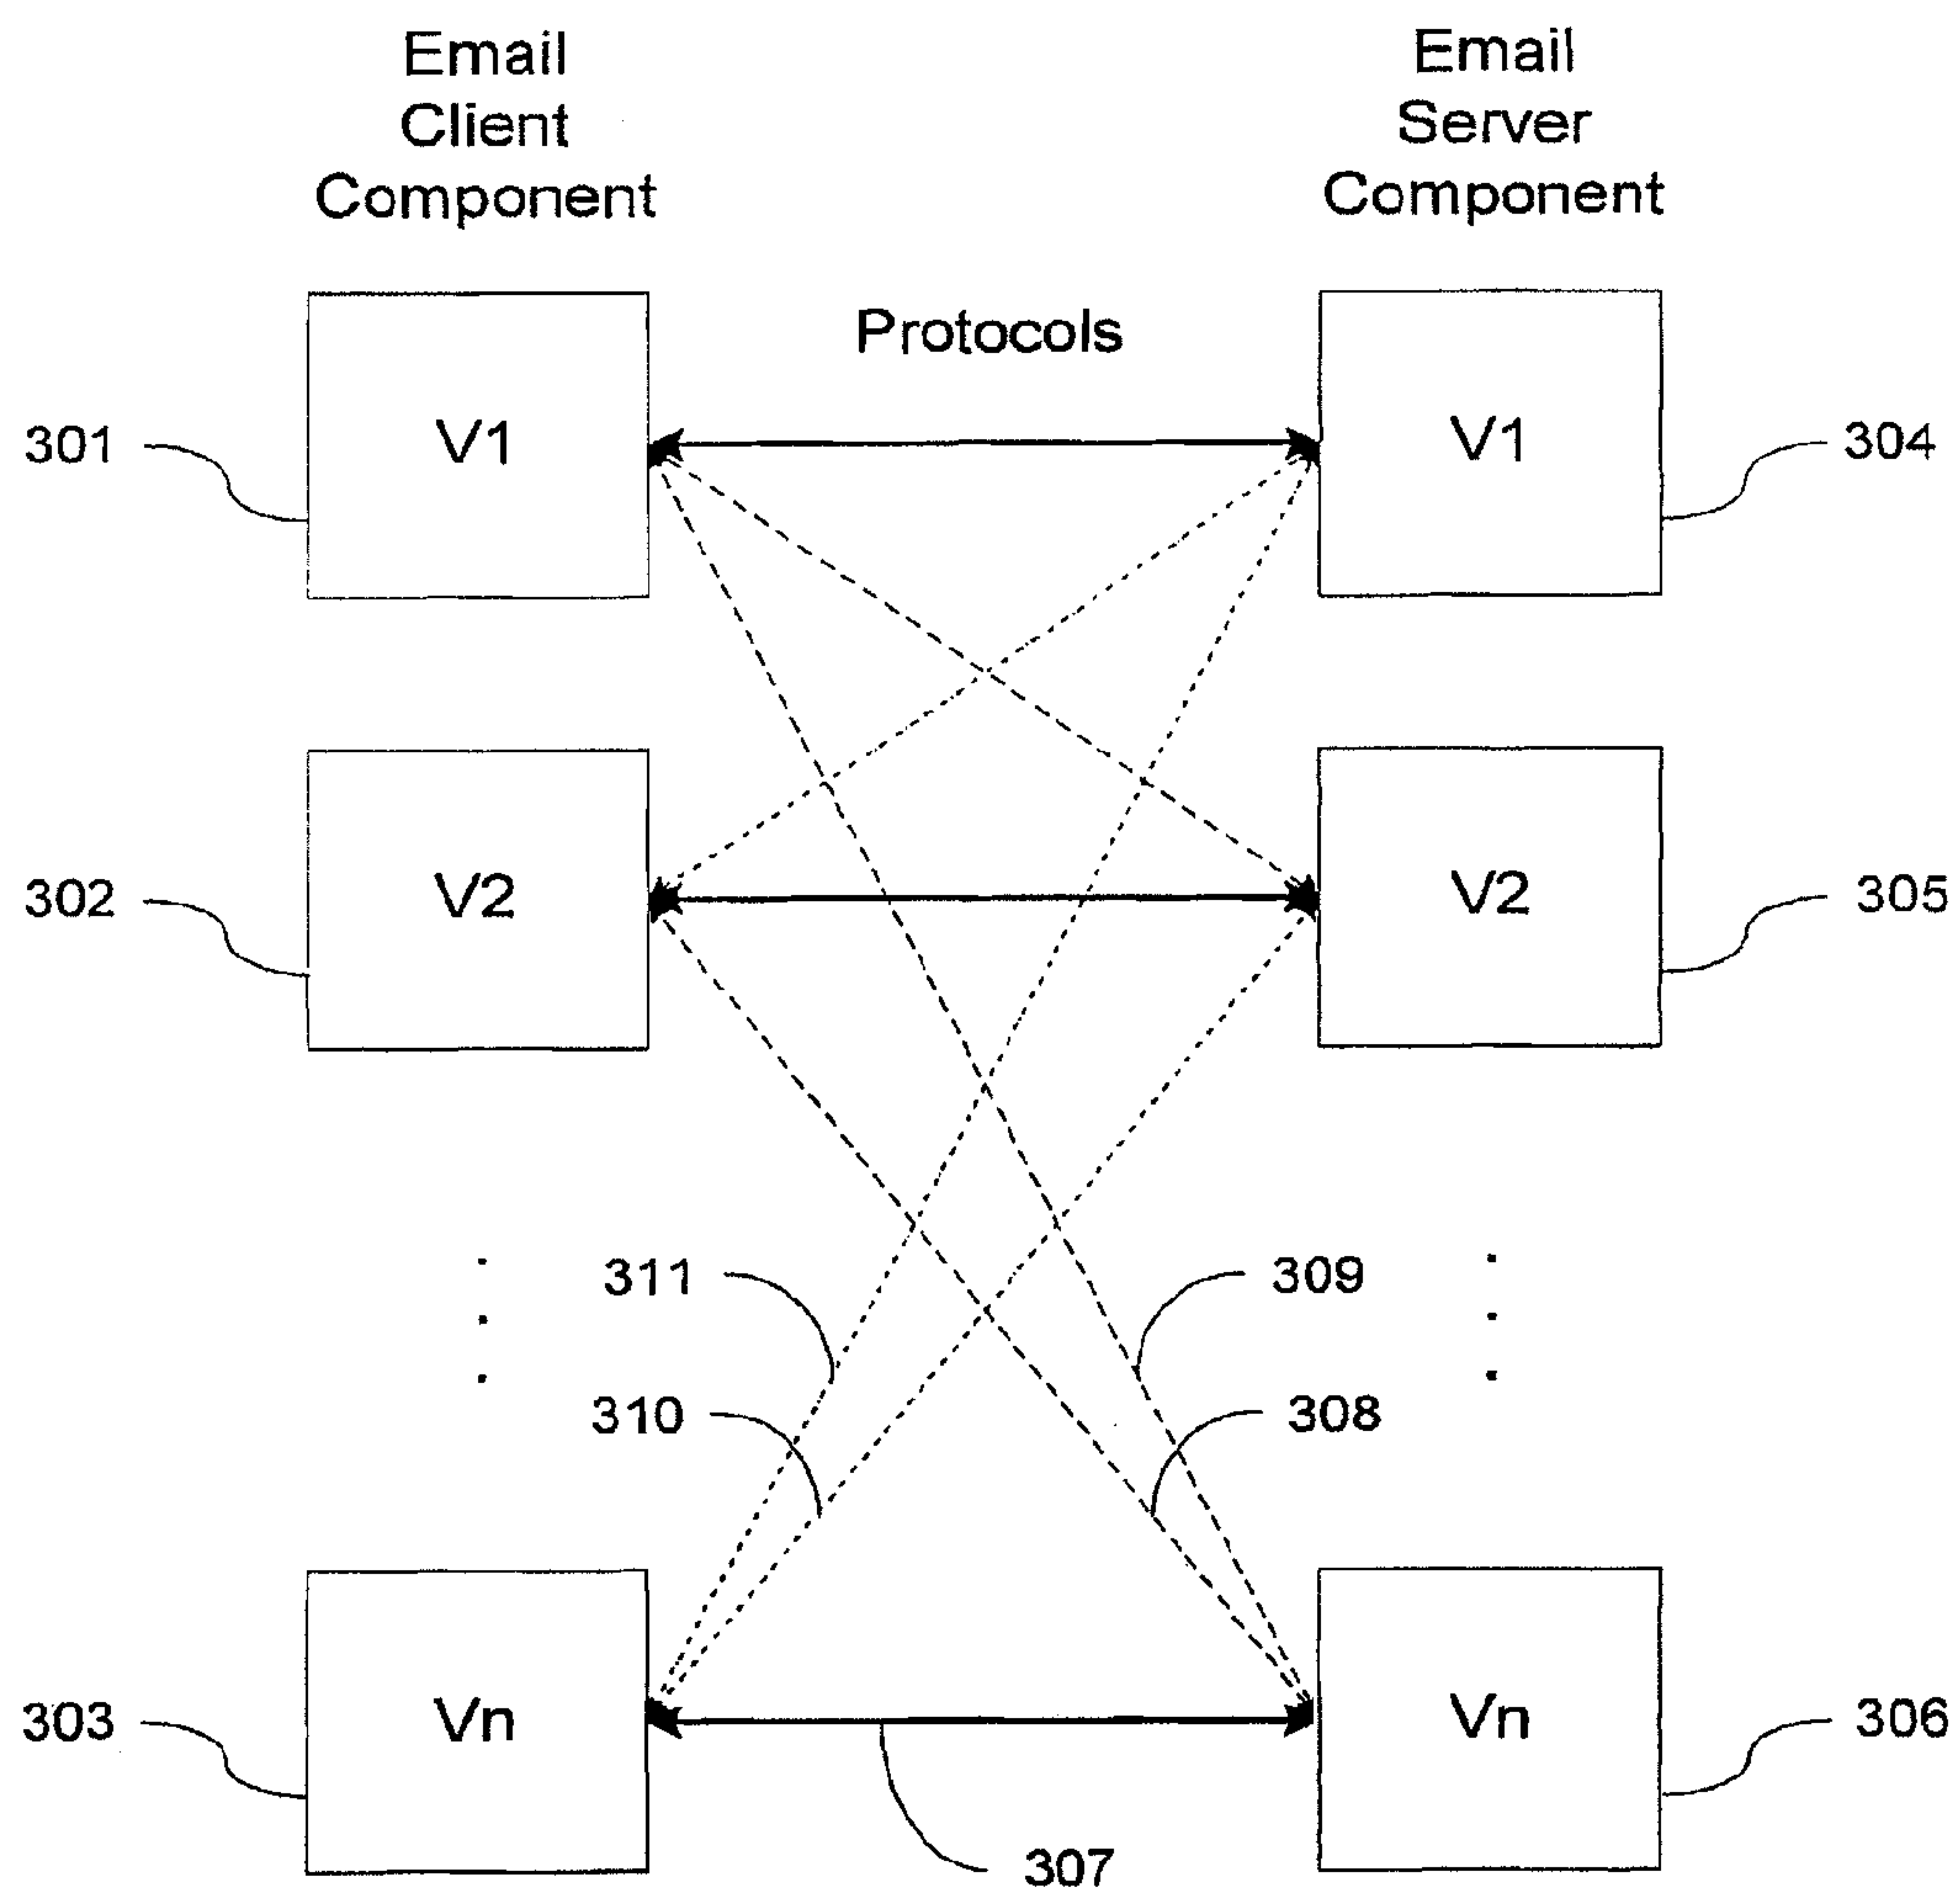 Email
Client
Component
Email
Server
Component
Protocols
301
V1
V1
304
302
V2
V2
305
311
309
310
308
303
Vn
Vn
306
307